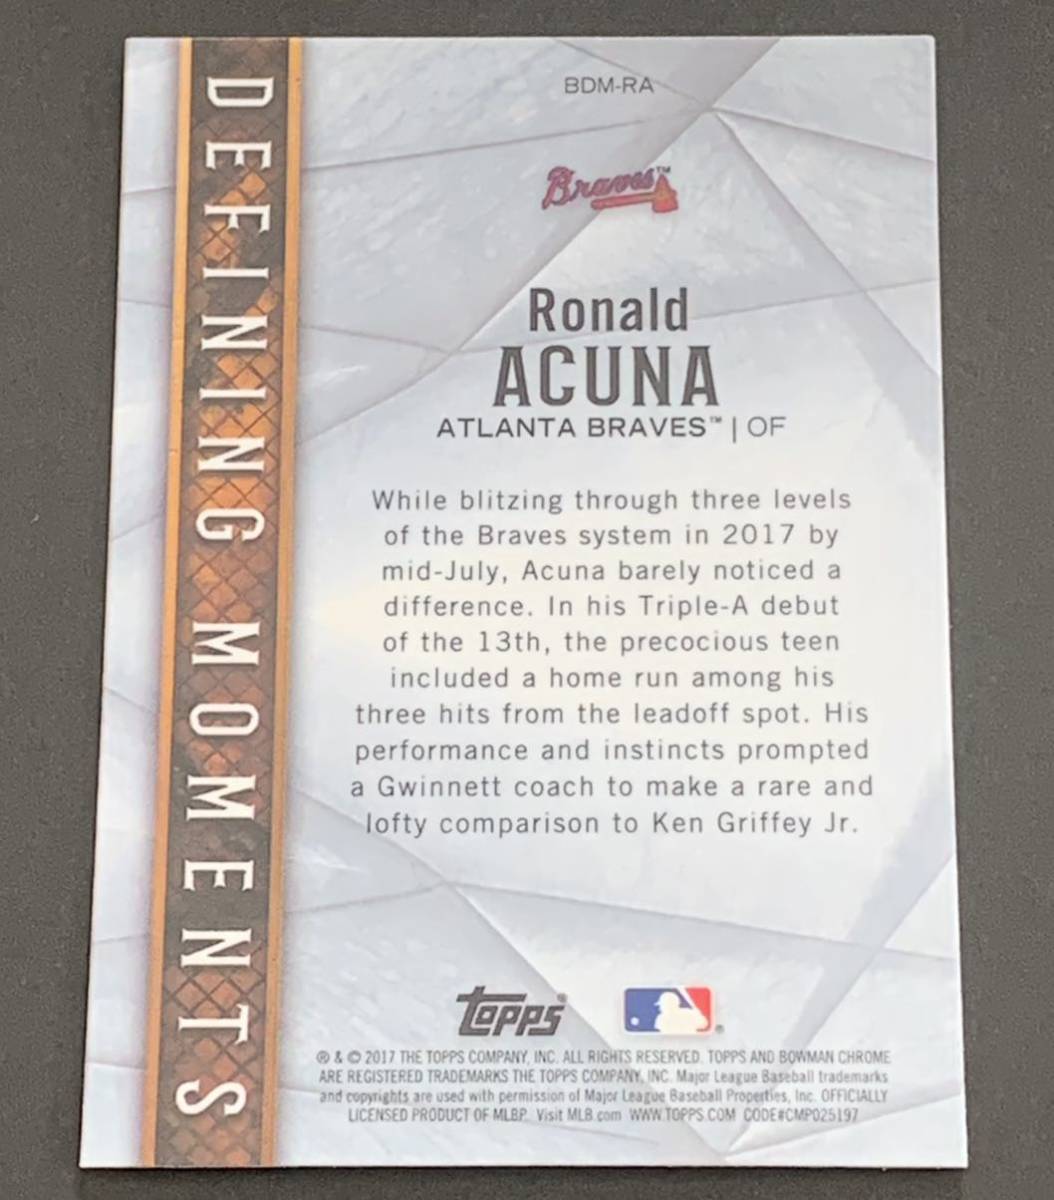 BDM-RA
Braves™
Ronald
ACUNA
ATLANTA BRAVES™ | OF
While blitzing through three levels
of the Braves system in 2017 by
mid-July, Acuna barely noticed a
difference. In his Triple-A debut
of the 13th, the precocious teen
included a home run among his
three hits from the leadoff spot. His
performance and instincts prompted
a Gwinnett coach to make a rare and
lofty comparison to Ken Griffey Jr.
DEFINING MOMENTS
Topps®
® & © 2017 THE TOPPS COMPANY, INC. ALL RIGHTS RESERVED. TOPPS AND BOWMAN CHROME
ARE REGISTERED TRADEMARKS THE TOPPS COMPANY, INC. Major League Baseball trademarks
and copyrights are used with permission of Major League Baseball Properties, Inc. OFFICIALLY
LICENSED PRODUCT OF MLBP. Visit MLB.com WWW.TOPPS.COM CODE#CMP025197